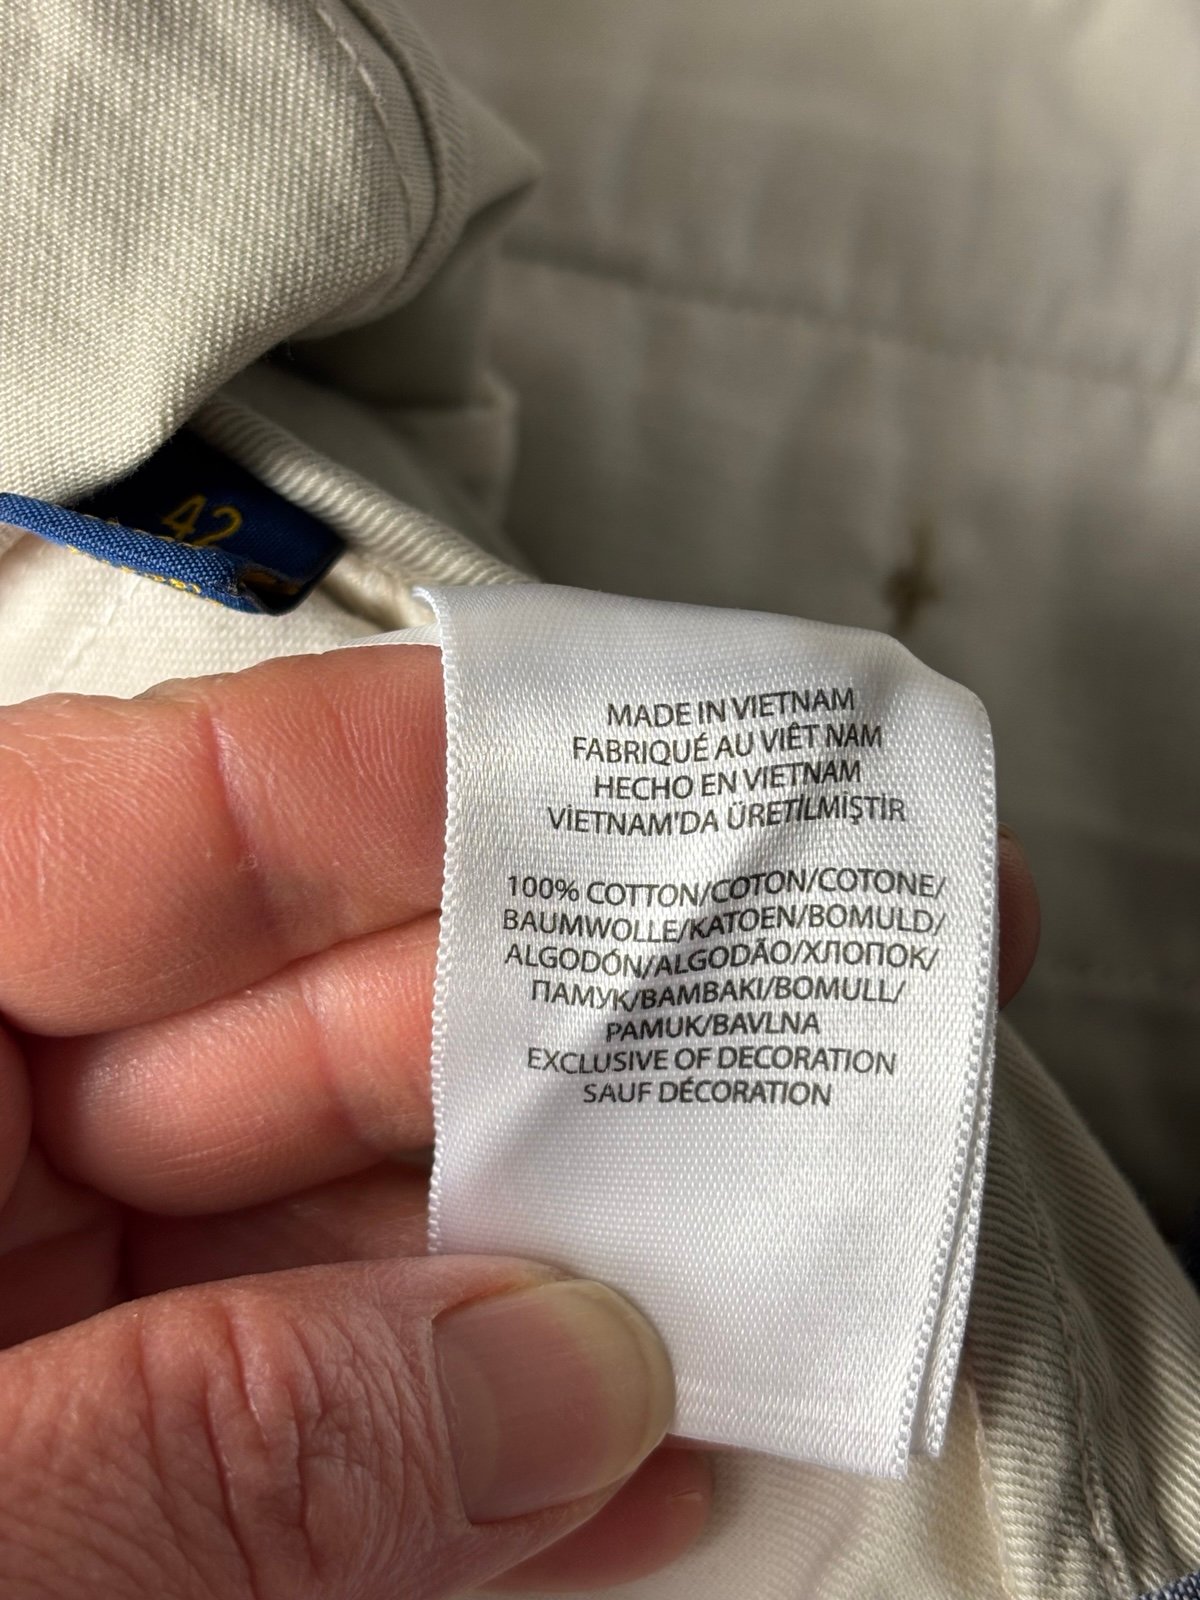 42
MADE IN VIETNAM
FABRIQUÉ AU VIÊT NAM
HECHO EN VIETNAM
VİETNAM'DA ÜRETİLMİŞTİR
100% COTTON/COTON/COTONE/
BAUMWOLLE/KATOEN/BOMULD/
ALGODÓN/ALGODÃO/ХЛОПОК/
ПАМУК/BAMBAKI/BOMULL/
PAMUK/BAVLNA
EXCLUSIVE OF DECORATION
SAUF DÉCORATION